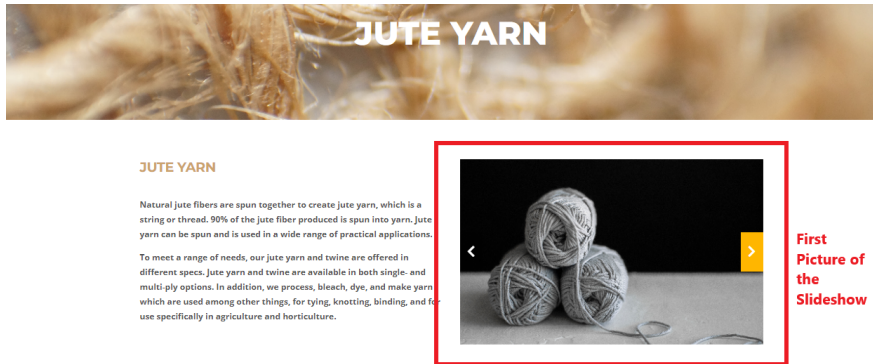 JUTE YARN
JUTE YARN
Natural jute fibers are spun together to create jute yarn, which is a
string or thread. 90% of the jute fiber produced is spun into yarn. Jute
yarn can be spun and is used in a wide range of practical applications.
To meet a range of needs, our jute yarn and twine are offered in
different specs. Jute yarn and twine are available in both single- and
multi-ply options. In addition, we process, bleach, dye, and make yarn
which are used among other things, for tying, knotting, binding, and for
use specifically in agriculture and horticulture.
First
Picture of
the
Slideshow